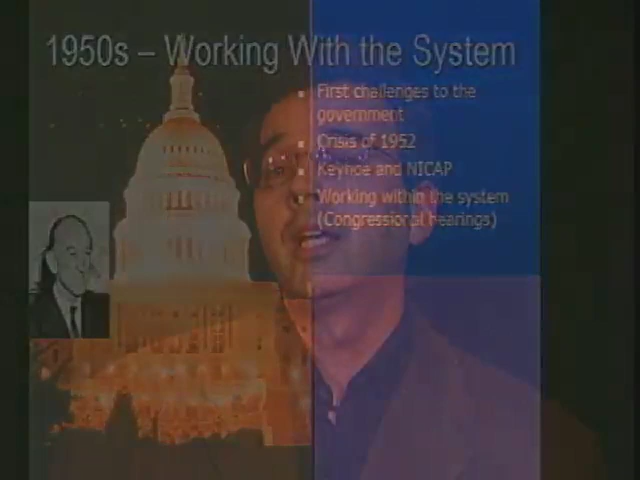 1950s – Working With the System
First challenges to the
government
Crisis of 1952
Keyhoe and NICAP
Working within the system
(Congressional hearings)